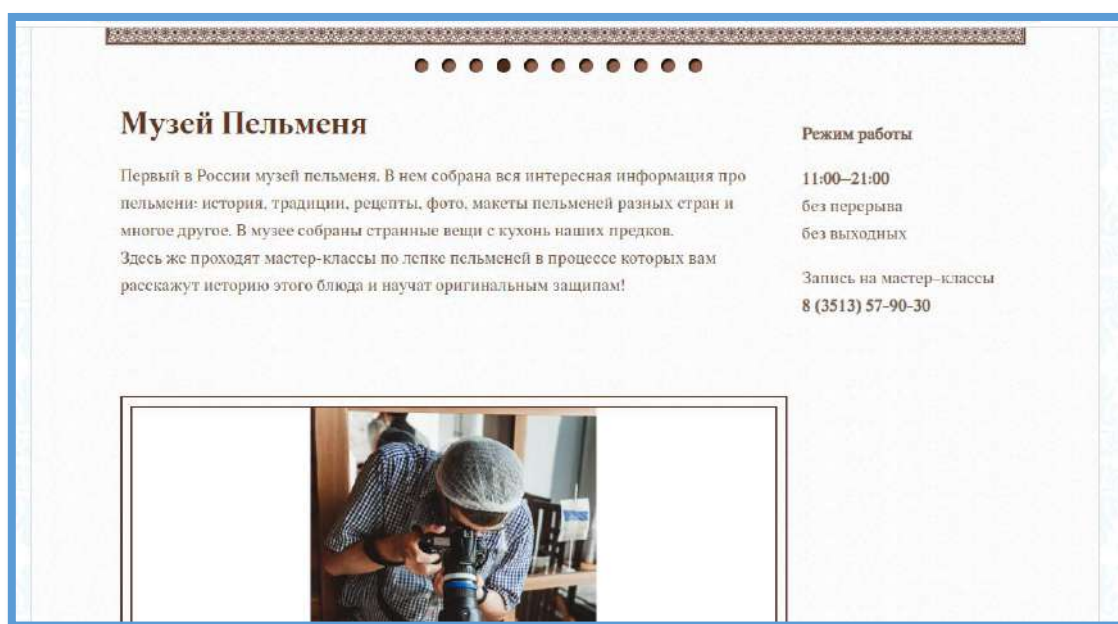 Музей Пельменя
Первый в России музей пельменя. В нем собрана вся интересная информация про
пельмени: история, традиции, рецепты, фото, макеты пельменей разных стран и
многое другое. В музее собраны странные вещи с кухонь наших предков.
Здесь же проходят мастер-классы по лепке пельменей в процессе которых вам
расскажут историю этого блюда и научат оригинальным защипам!
Режим работы
11:00–21:00
без перерыва
без выходных
Запись на мастер-классы
8 (3513) 57-90-30